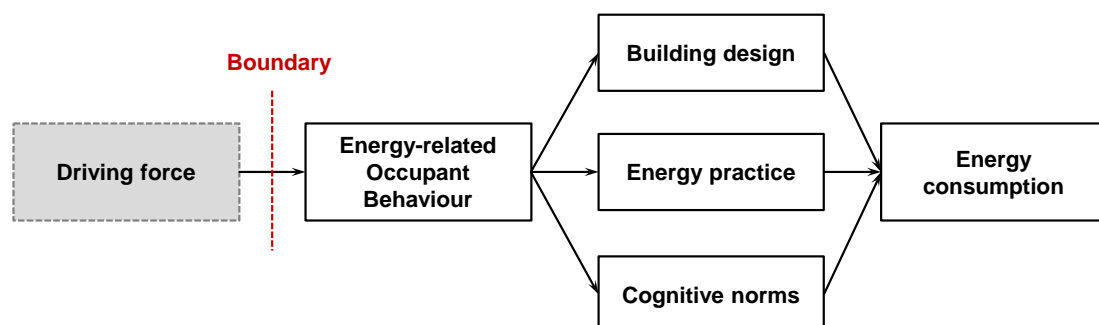 Boundary
Driving force
Energy-related
Occupant
Behaviour
Building design
Energy practice
Cognitive norms
Energy
consumption